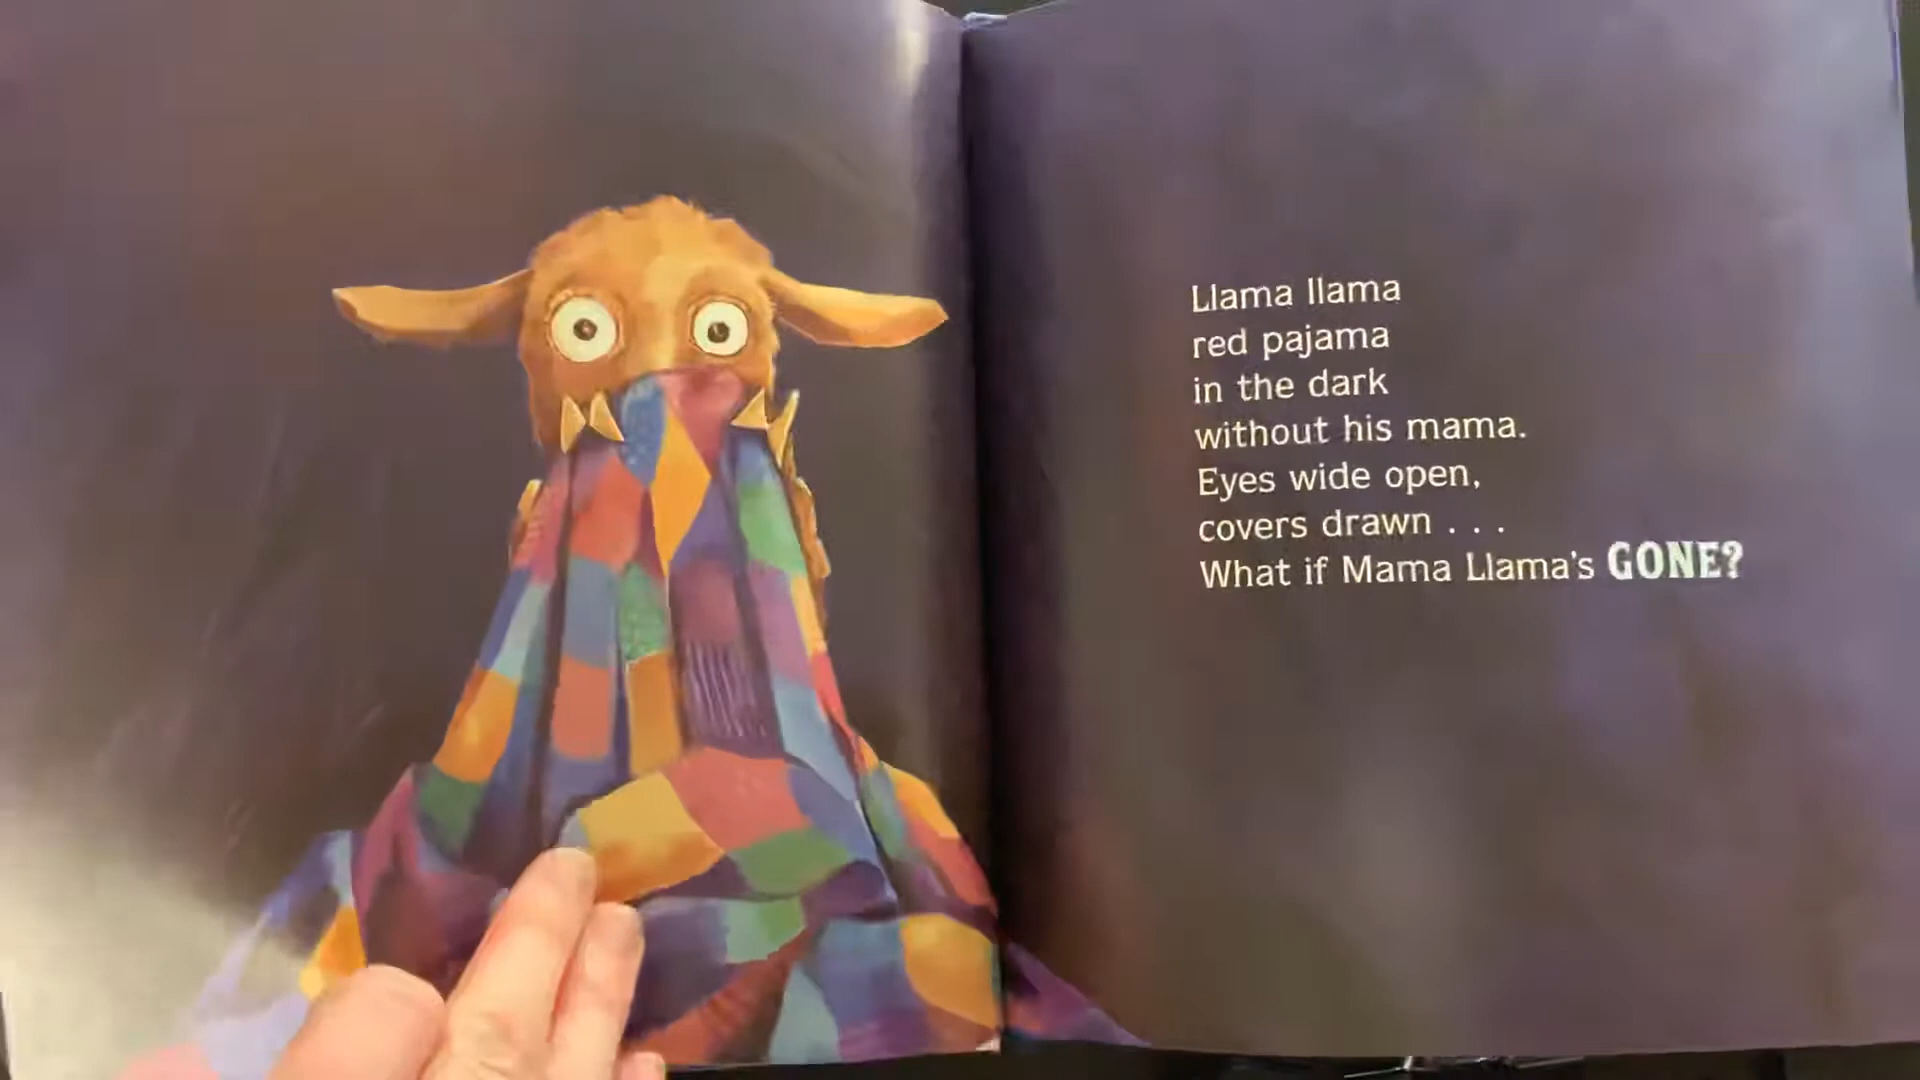 Llama llama
red pajama
in the dark
without his mama.
Eyes wide open,
covers drawn . . .
What if Mama Llama's GONE?